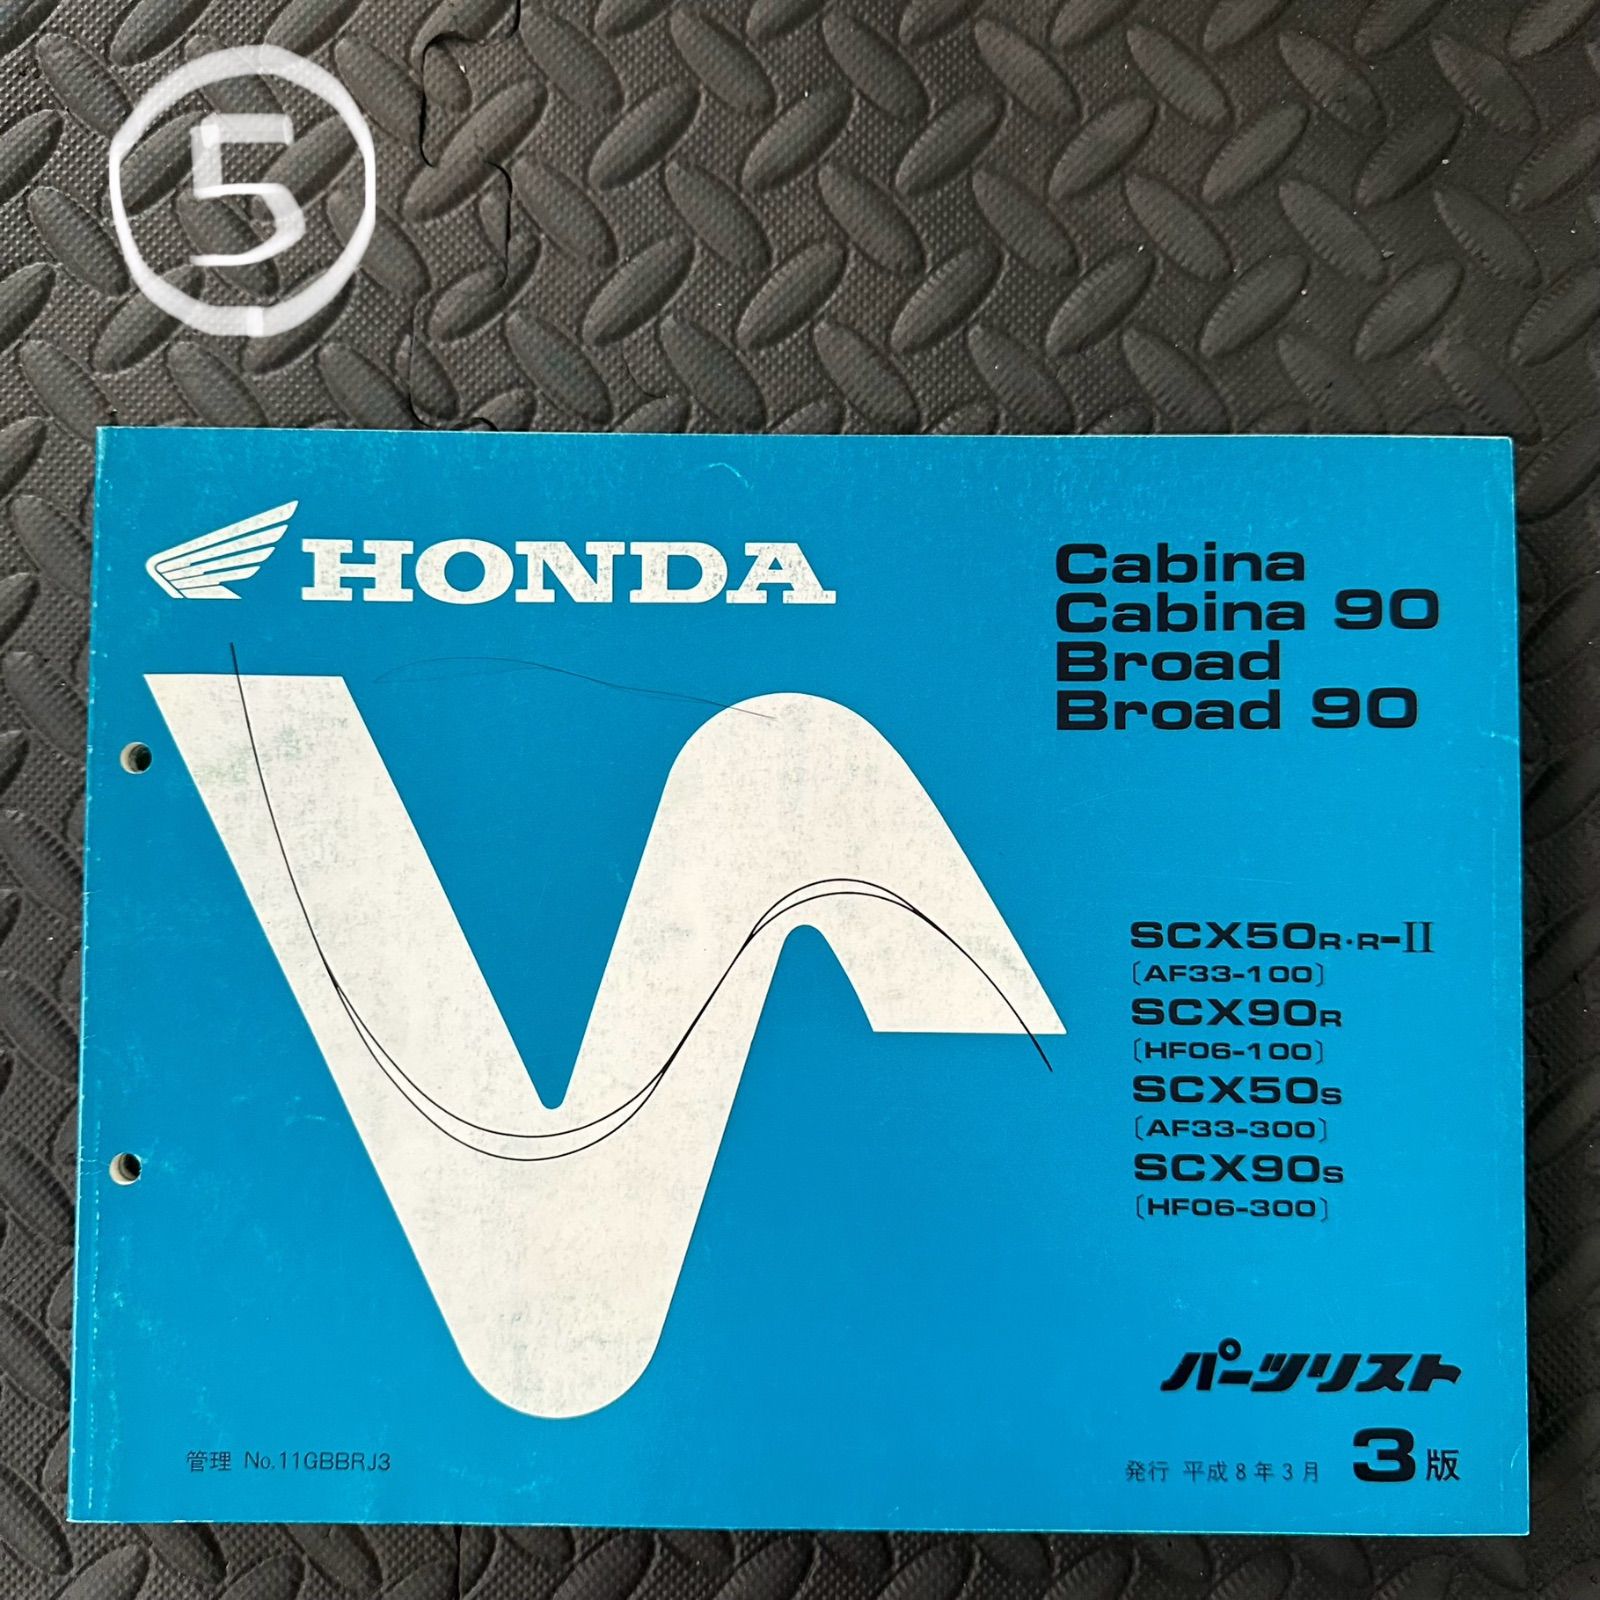 5
HONDA
Cabina
Cabina 90
Broad
Broad 90
SCX50R・R-II
〔AF33-100〕
SCX90R
〔HF06-100〕
SCX50S
〔AF33-300〕
SCX90S
〔HF06-300〕
パーツリスト
管理 No.11GBBRJ3
発行 平成8年3月 3版